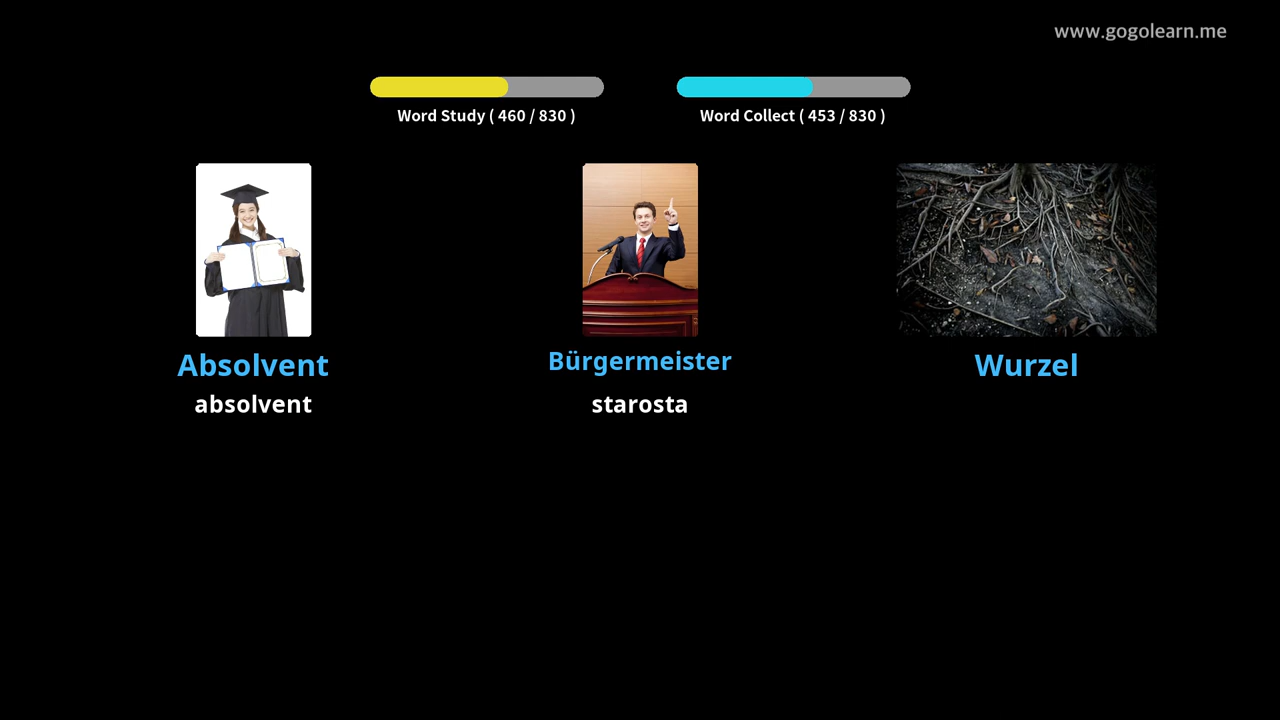 www.gogolearn.me
Word Study ( 460 / 830 )
Word Collect ( 453 / 830 )
Absolvent
absolvent
Bürgermeister
starosta
Wurzel